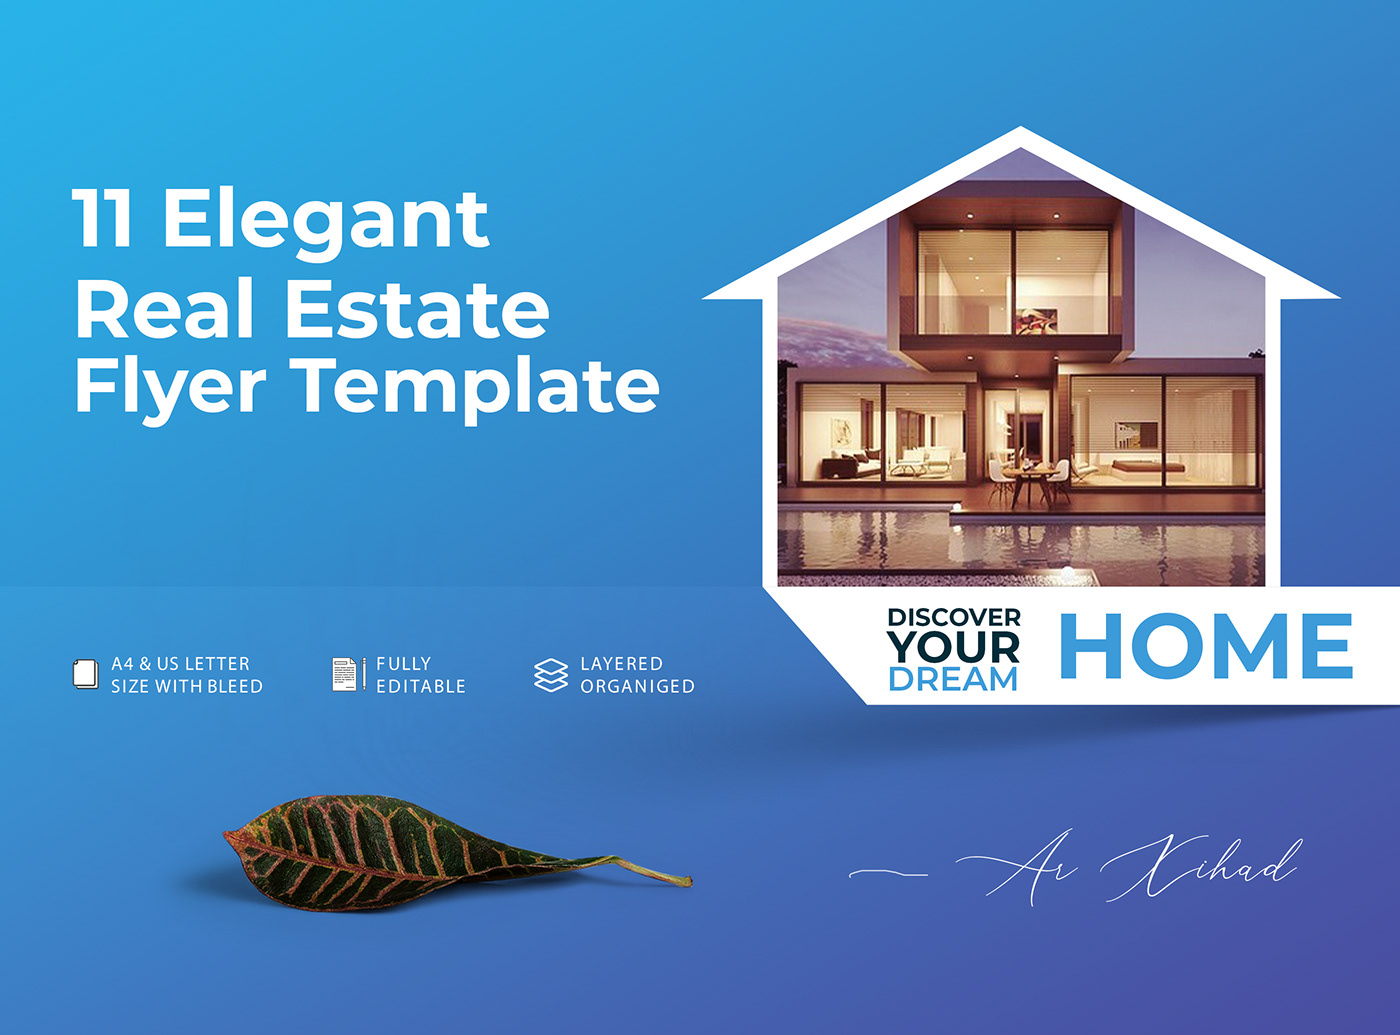 11 Elegant
Real Estate
Flyer Template
A4 & US LETTER
SIZE WITH BLEED
FULLY
EDITABLE
LAYERED
ORGANIGED
DISCOVER
YOUR
DREAM
HOME
Ar Xihad